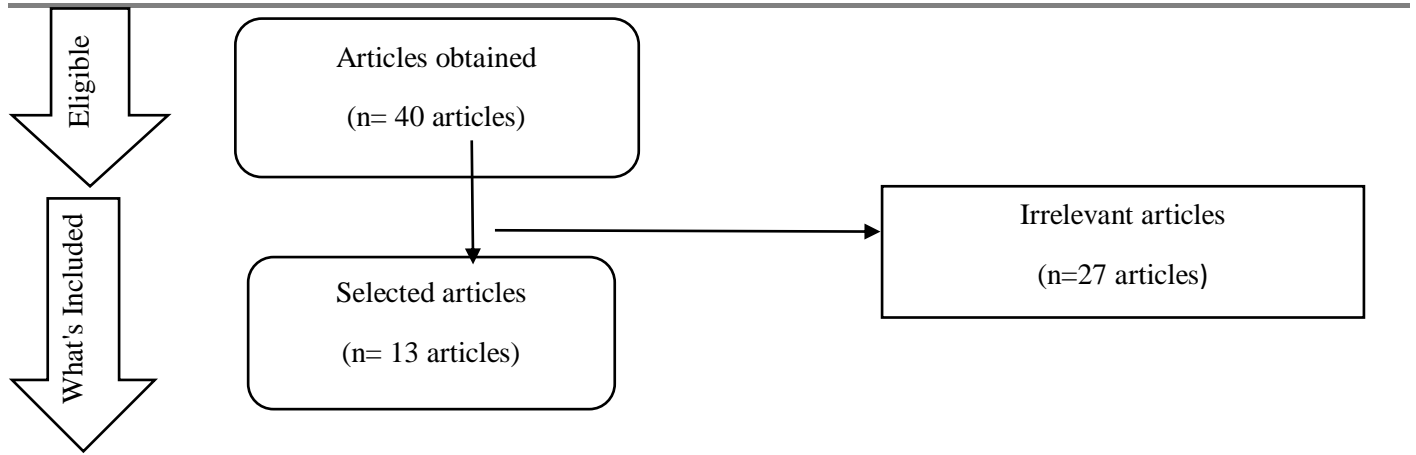 Eligible
Articles obtained
(n= 40 articles)
What's Included
Irrelevant articles
(n=27 articles)
Selected articles
(n= 13 articles)